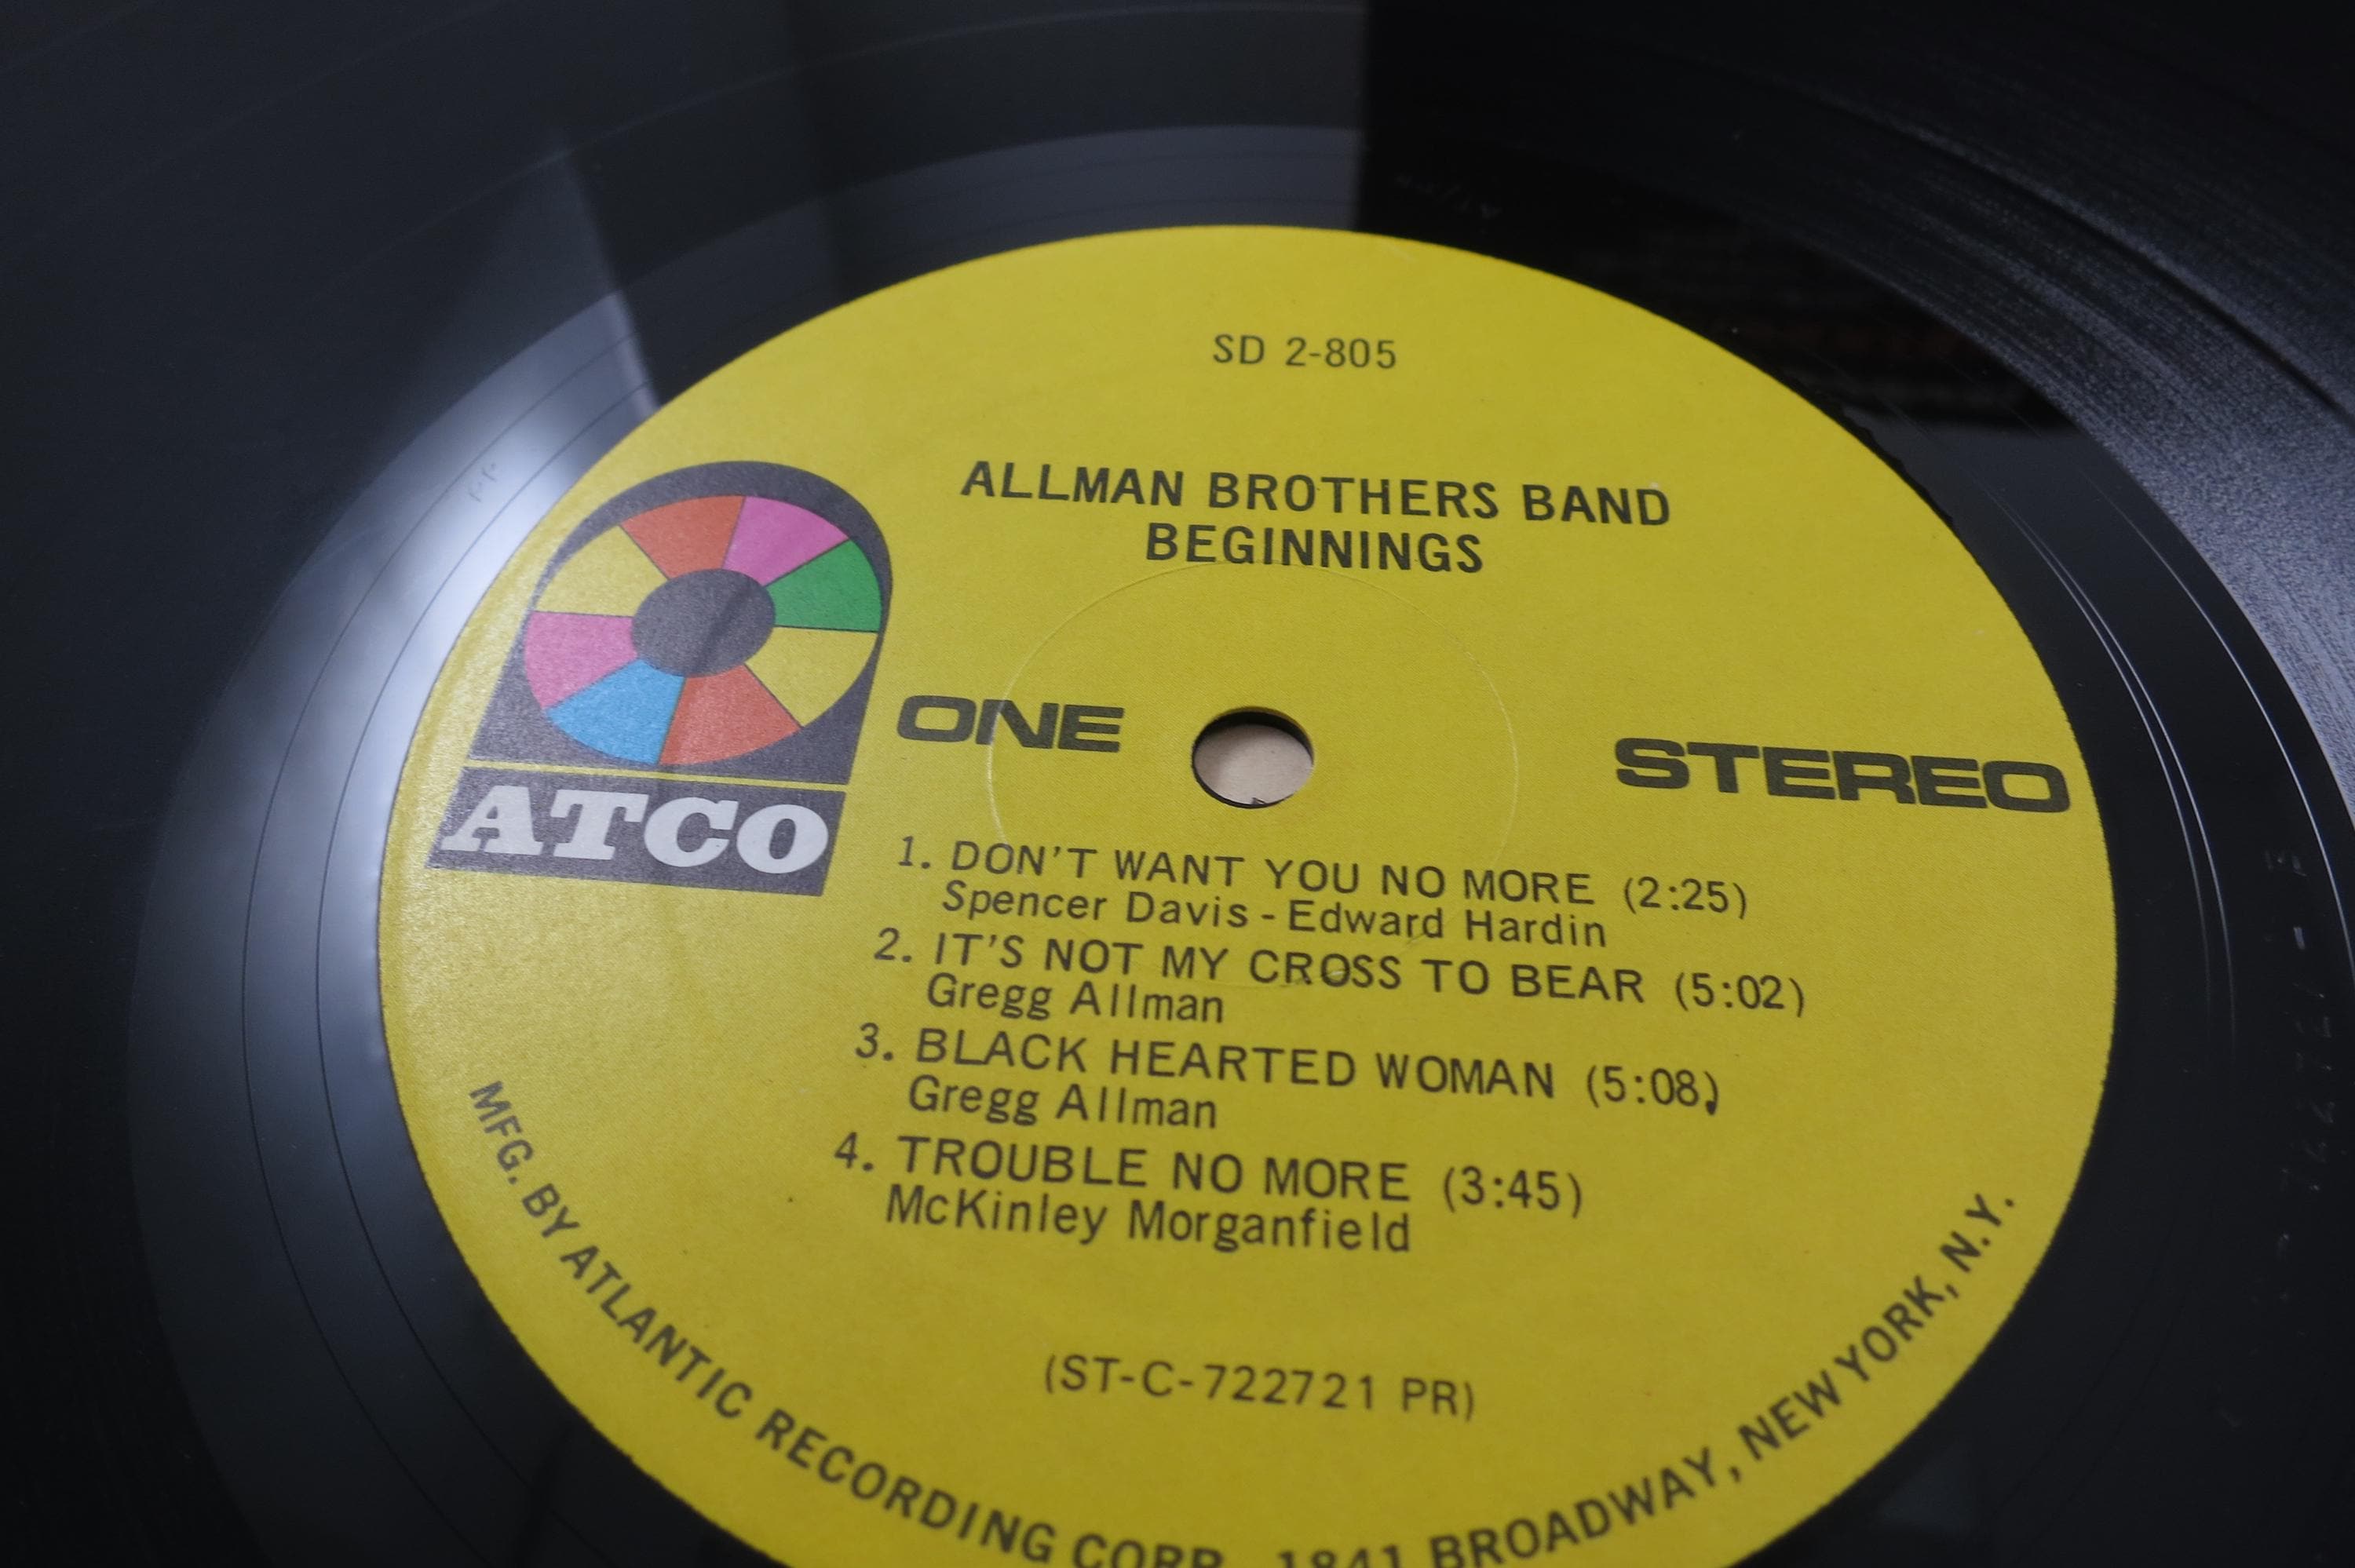 SD 2-805
ALLMAN BROTHERS BAND
BEGINNINGS
ATCO
ONE
STEREO
1. DON'T WANT YOU NO MORE (2:25)
Spencer Davis - Edward Hardin
2. IT'S NOT MY CROSS TO BEAR (5:02)
Gregg Allman
3. BLACK HEARTED WOMAN (5:08)
Gregg Allman
4. TROUBLE NO MORE (3:45)
McKinley Morganfield
(ST-C-722721 PR)
MFG. BY ATLANTIC RECORDING CORP., 1841 BROADWAY, NEW YORK, N.Y.